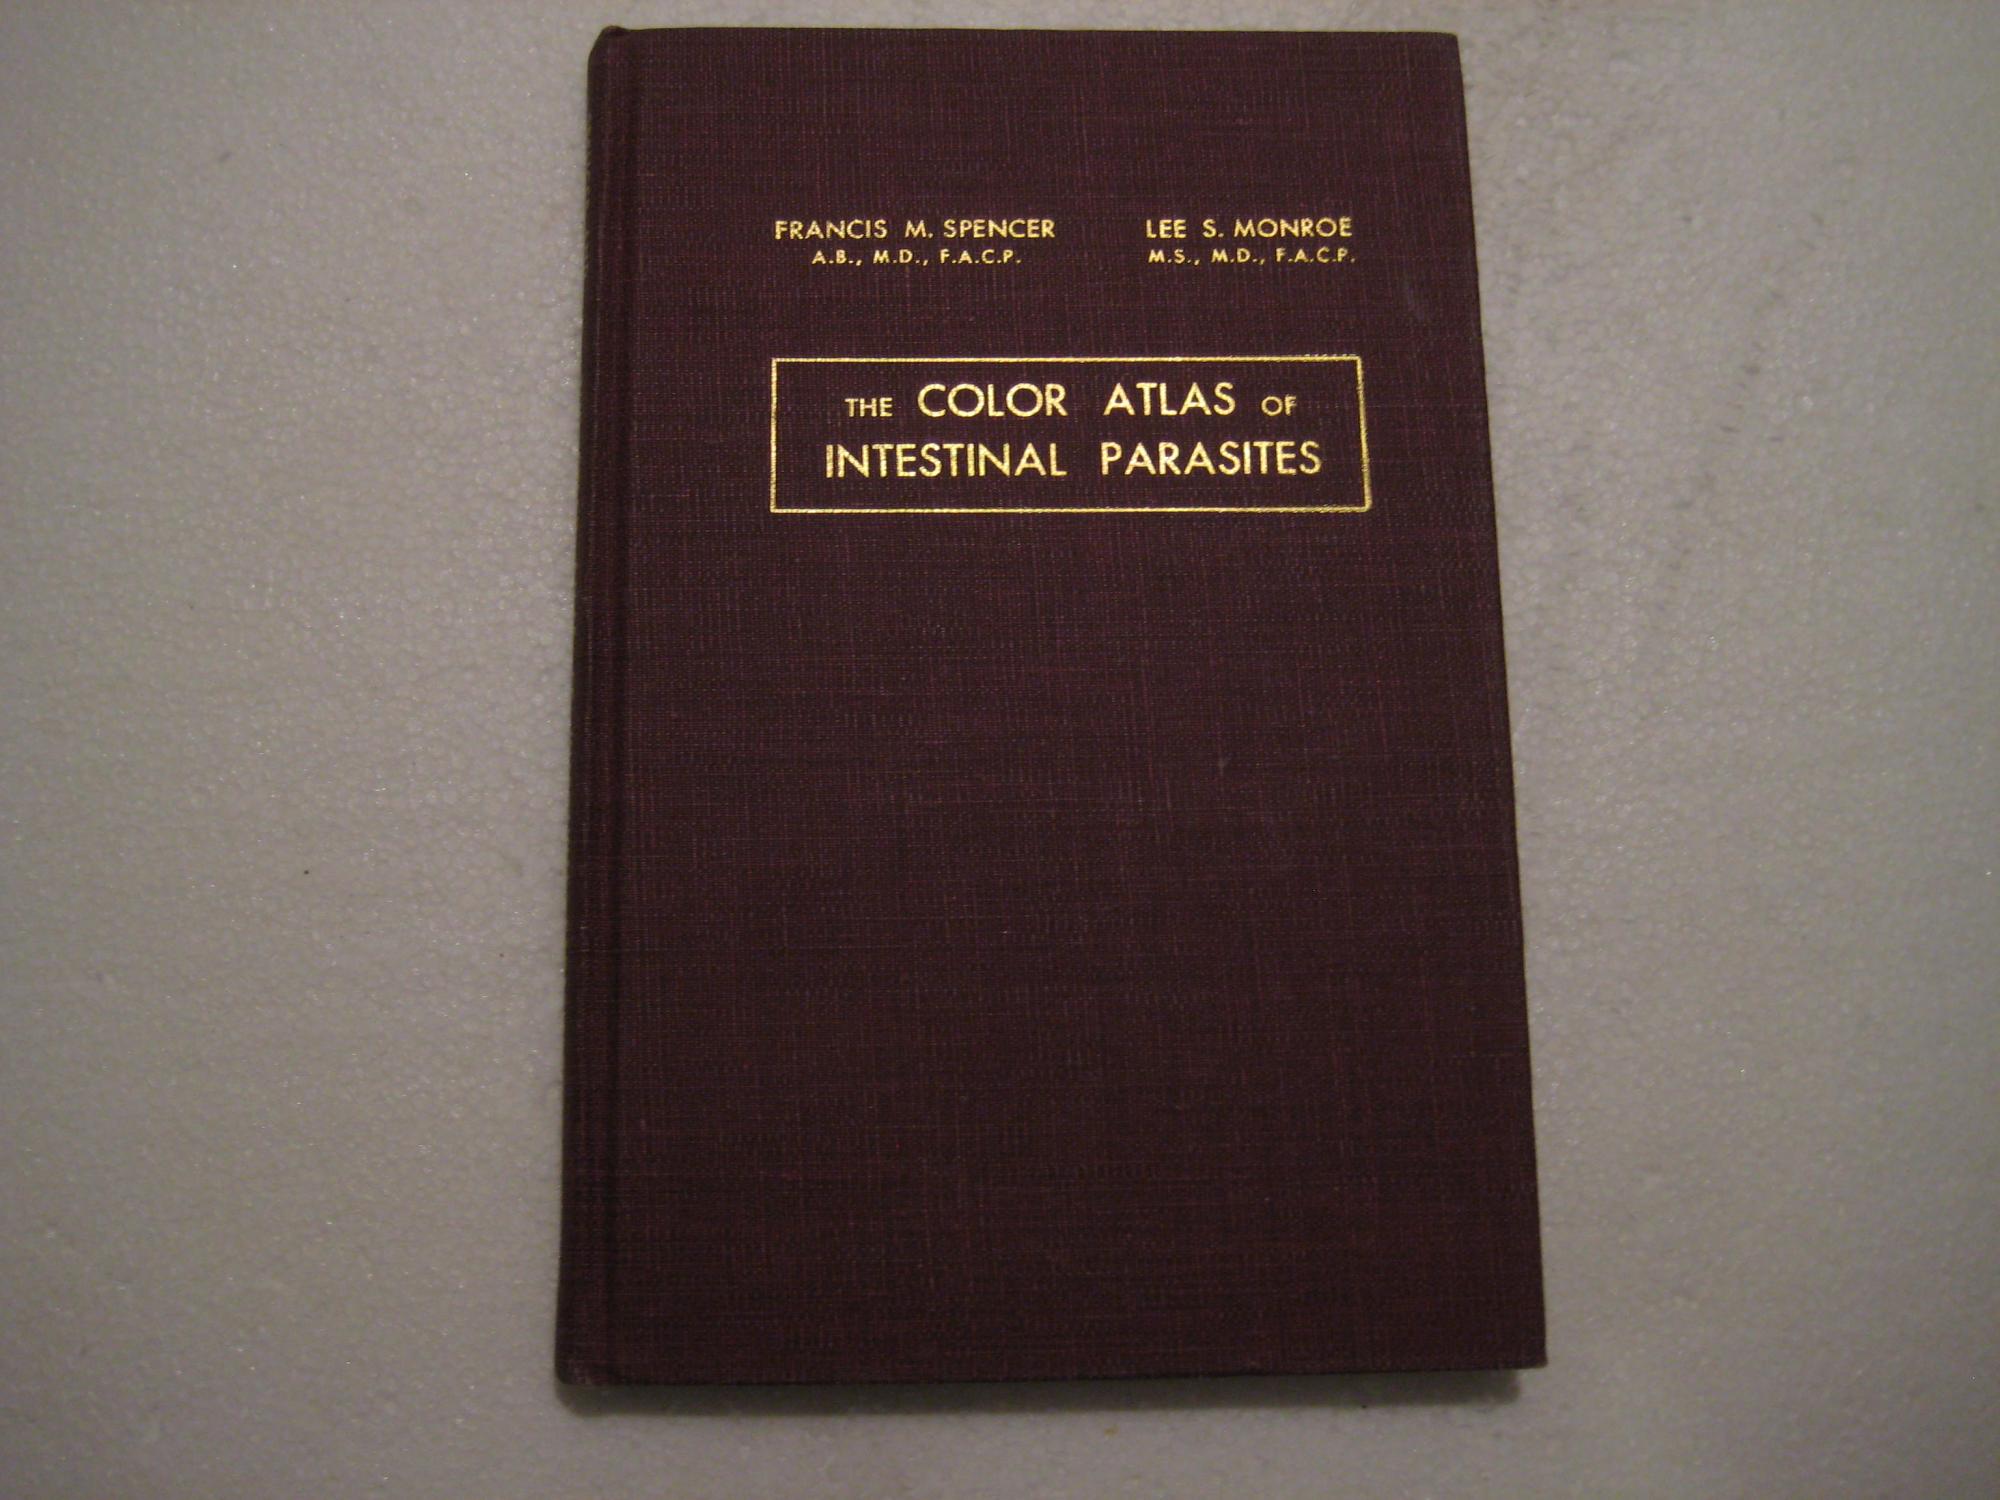 FRANCIS M. SPENCER LEE S. MONROE
A.B., M.D., F.A.C.P. M.S., M.D., F.A.C.P.
THE COLOR ATLAS OF
INTESTINAL PARASITES